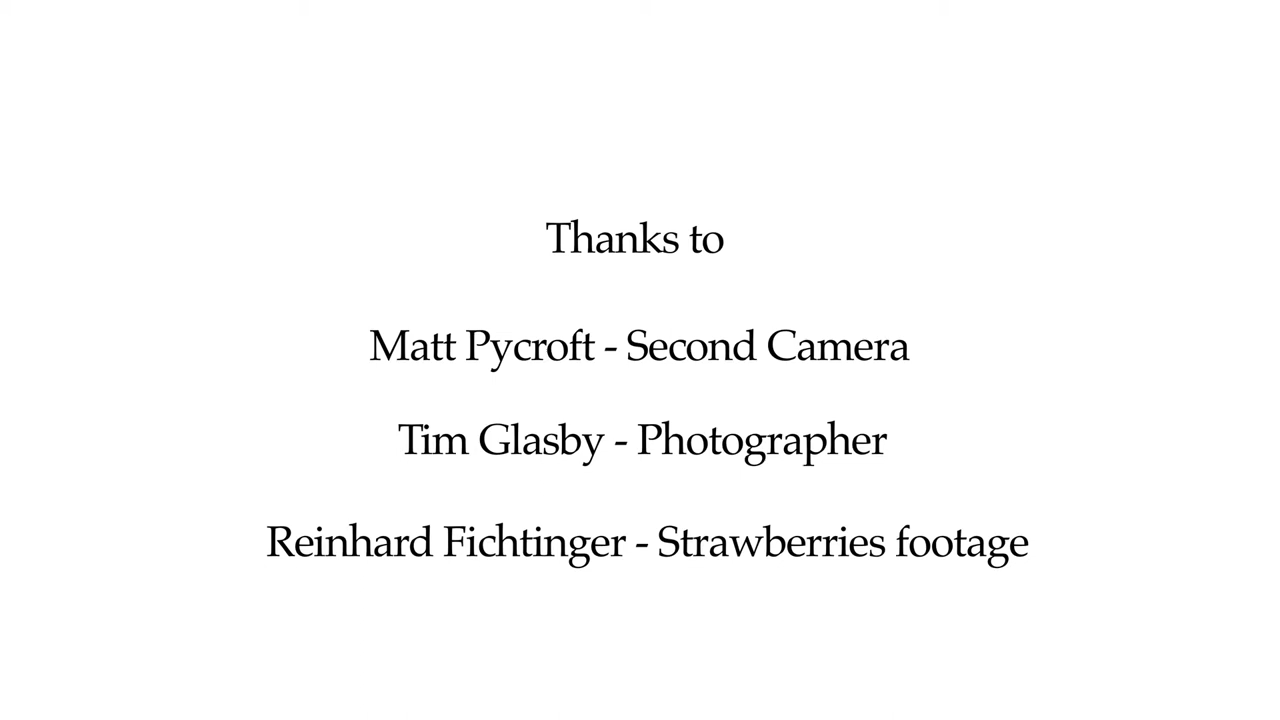 Thanks to
Matt Pycroft - Second Camera
Tim Glasby - Photographer
Reinhard Fichtinger - Strawberries footage